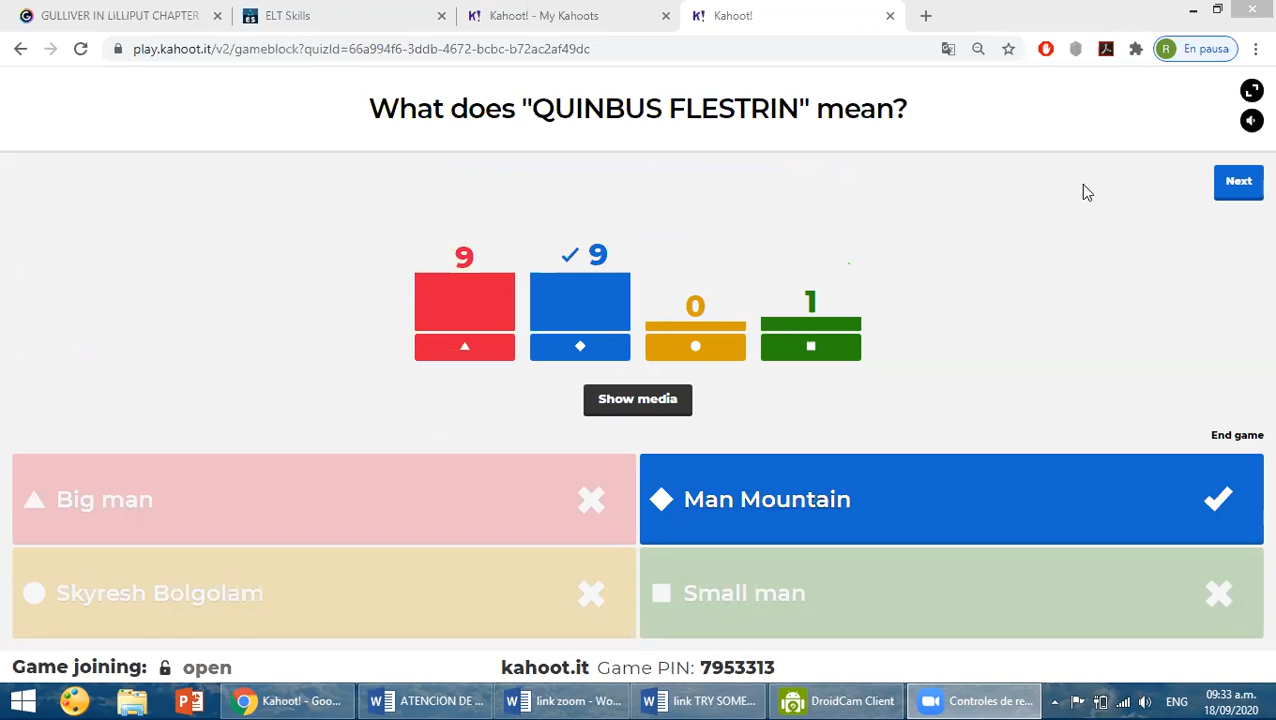 GULLIVER IN LILLIPUT CHAPTER
ELT Skills
Kahoot! - My Kahoots
Kahoot!
play.kahoot.it/v2/gameblock?quizId=66a994f6-3ddb-4672-bcbc-b72ac2af49dc
R
En pausa
What does "QUINBUS FLESTRIN" mean?
Next
9
9
0
1
Show media
End game
Big man
Man Mountain
Skyresh Bolgolam
Small man
Game joining: open
kahoot.it Game PIN: 7953313
Kahoot! - Goo...
ATENCION DE ...
link zoom - Wo...
link TRY SOME...
DroidCam Client
Controles de re...
ENG
09:33 a.m.
18/09/2020